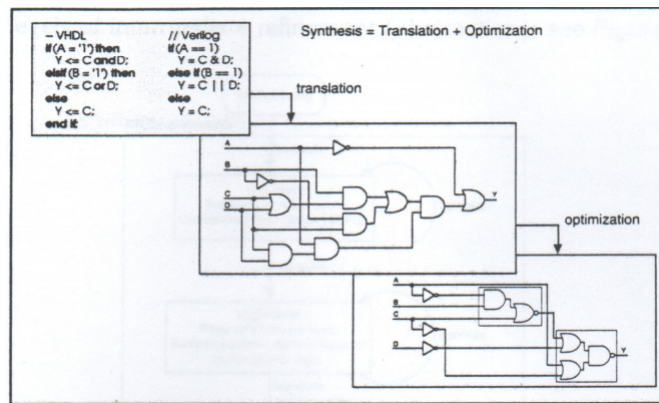 Synthesis = Translation + Optimization
-- VHDL
if (A = '1') then
Y <= C and D;
elsif (B = '1') then
Y <= C or D;
else
Y <= C;
end if;
// Verilog
if (A == 1)
Y = C & D;
else if (B == 1)
Y = C || D;
else
Y = C;
translation
A
B
C
D
Y
optimization
A
B
C
D
Y